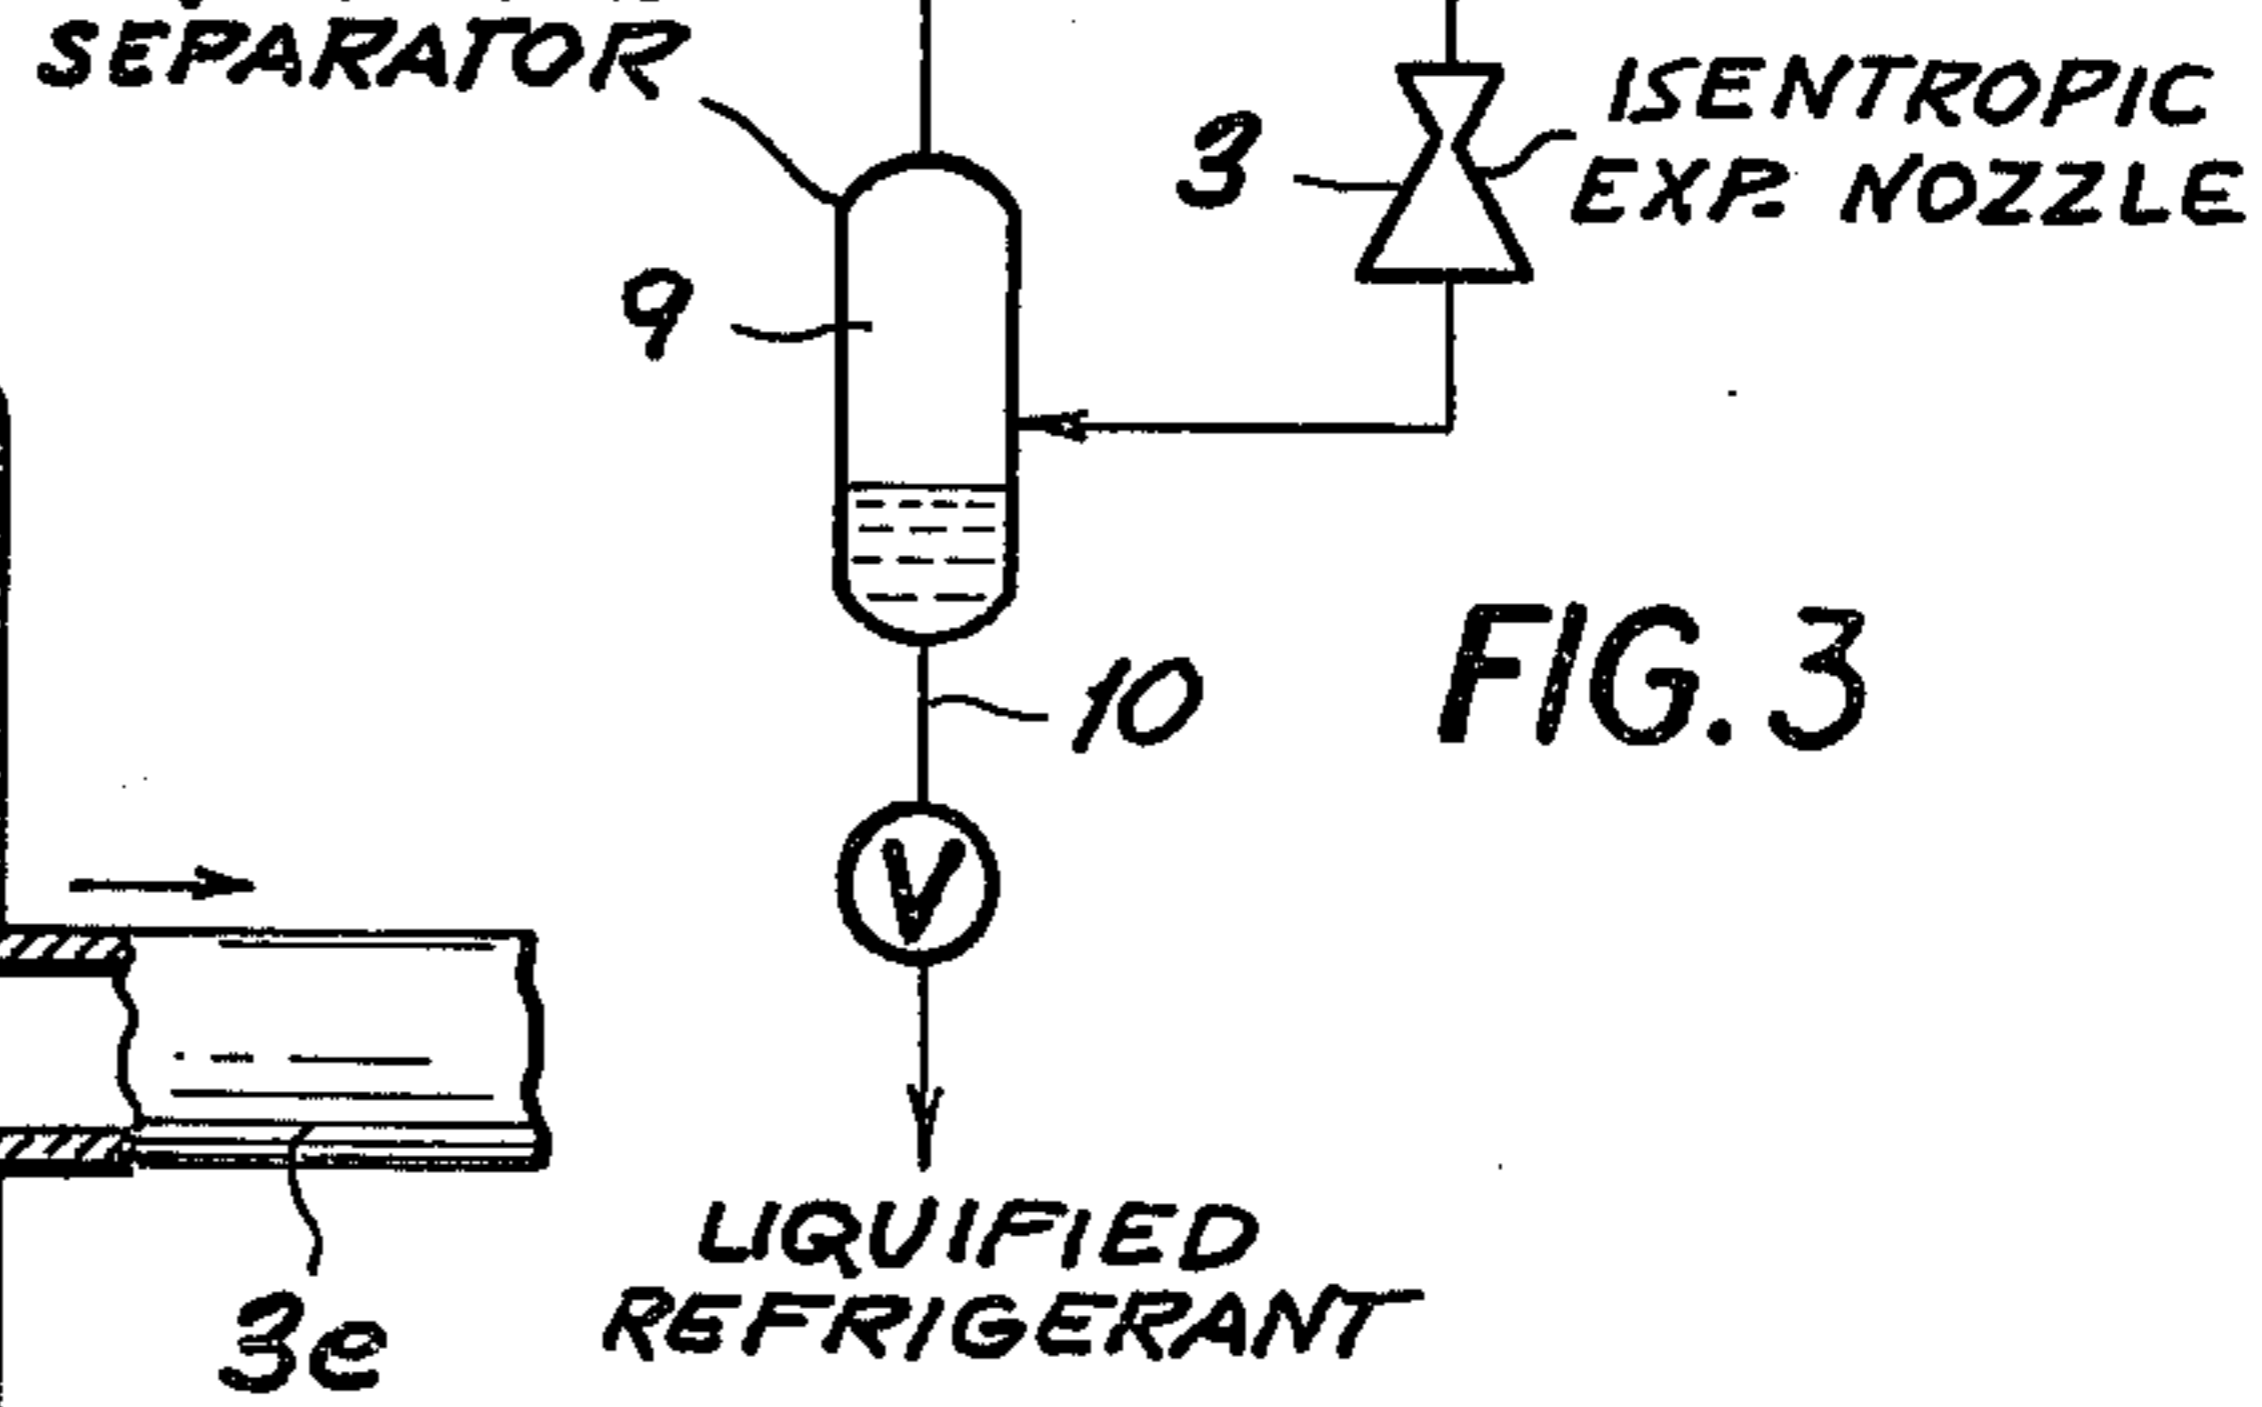 SEPARATOR
ISENTROPIC
EXP. NOZZLE
3
9
10
FIG. 3
V
LIQUIFIED
REFRIGERANT
3e